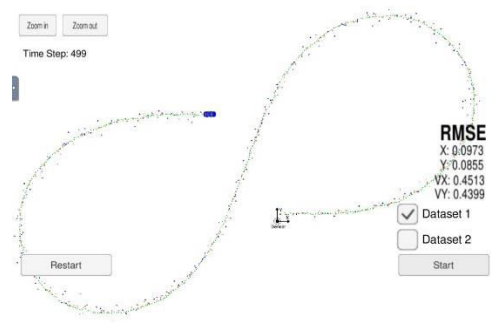 Zoom in
Zoom out
Time Step: 499
RMSE
X: 0.0973
Y: 0.0855
VX: 0.4513
VY: 0.4399
Sensor
Dataset 1
Dataset 2
Restart
Start